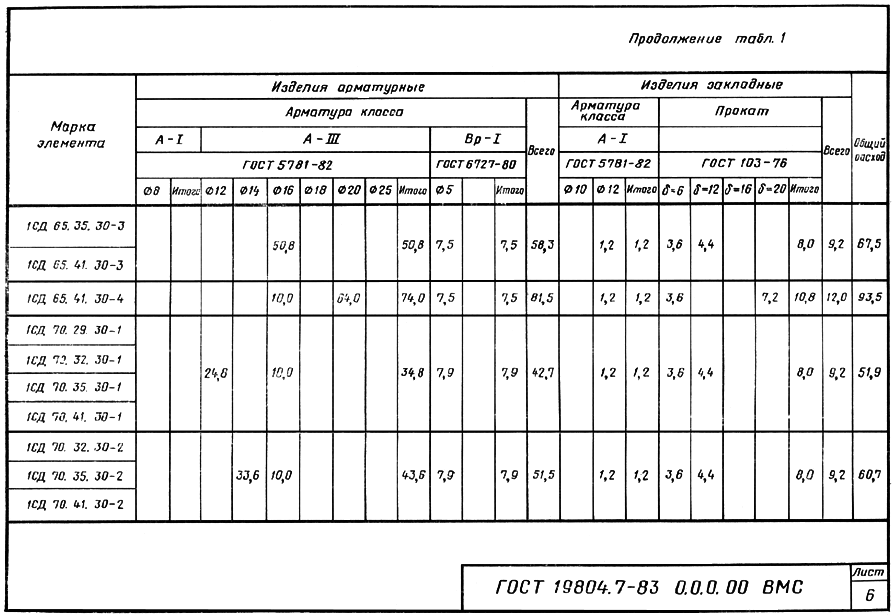 Продолжение табл. 1
Марка элемента
Изделия арматурные
Изделия закладные
Общий расход
Арматура класса
Всего
Арматура класса
Прокат
Всего
А-I
А-III
Вр-I
А-I
ГОСТ 5781-82
ГОСТ 6727-80
ГОСТ 5781-82
ГОСТ 103-76
Ø8 Итого Ø12 Ø14 Ø16 Ø18 Ø20 Ø25 Итого Ø5 Итого Ø10 Ø12 Итого δ=6 δ=12 δ=16 δ=20 Итого
1СД 65.35.30-3
50,8 50,8 7,5 7,5 58,3 1,2 1,2 3,6 4,4 8,0 9,2 67,5
1СД 65.41.30-3
1СД 65.41.30-4 10,0 64,0 74,0 7,5 7,5 81,5 1,2 1,2 3,6 7,2 10,8 12,0 93,5
1СД 70.29.30-1
1СД 70.32.30-1
24,8 10,0 34,8 7,9 7,9 42,7 1,2 1,2 3,6 4,4 8,0 9,2 51,9
1СД 70.35.30-1
1СД 70.41.30-1
1СД 70.32.30-2
1СД 70.35.30-2 33,6 10,0 43,6 7,9 7,9 51,5 1,2 1,2 3,6 4,4 8,0 9,2 60,7
1СД 70.41.30-2
ГОСТ 19804.7-83 0.0.0.00 ВМС
Лист
6